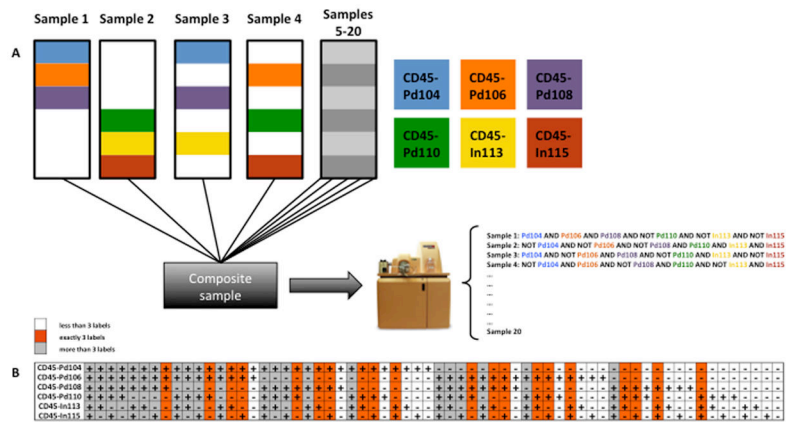 Sample 1
Sample 2
Sample 3
Sample 4
Samples
5-20
A
CD45-
Pd104
CD45-
Pd106
CD45-
Pd108
CD45-
Pd110
CD45-
In113
CD45-
In115
Composite
sample
Sample 1: Pd104 AND Pd106 AND Pd108 AND NOT Pd110 AND NOT In113 AND NOT In115
Sample 2: NOT Pd104 AND NOT Pd106 AND NOT Pd108 AND Pd110 AND In113 AND In115
Sample 3: Pd104 AND NOT Pd106 AND Pd108 AND NOT Pd110 AND In113 AND NOT In115
Sample 4: NOT Pd104 AND Pd106 AND NOT Pd108 AND Pd110 AND NOT In113 AND In115
...
...
...
...
...
...
Sample 20
less than 3 labels
exactly 3 labels
more than 3 labels
B
CD45-Pd104
CD45-Pd106
CD45-Pd108
CD45-Pd110
CD45-In113
CD45-In115